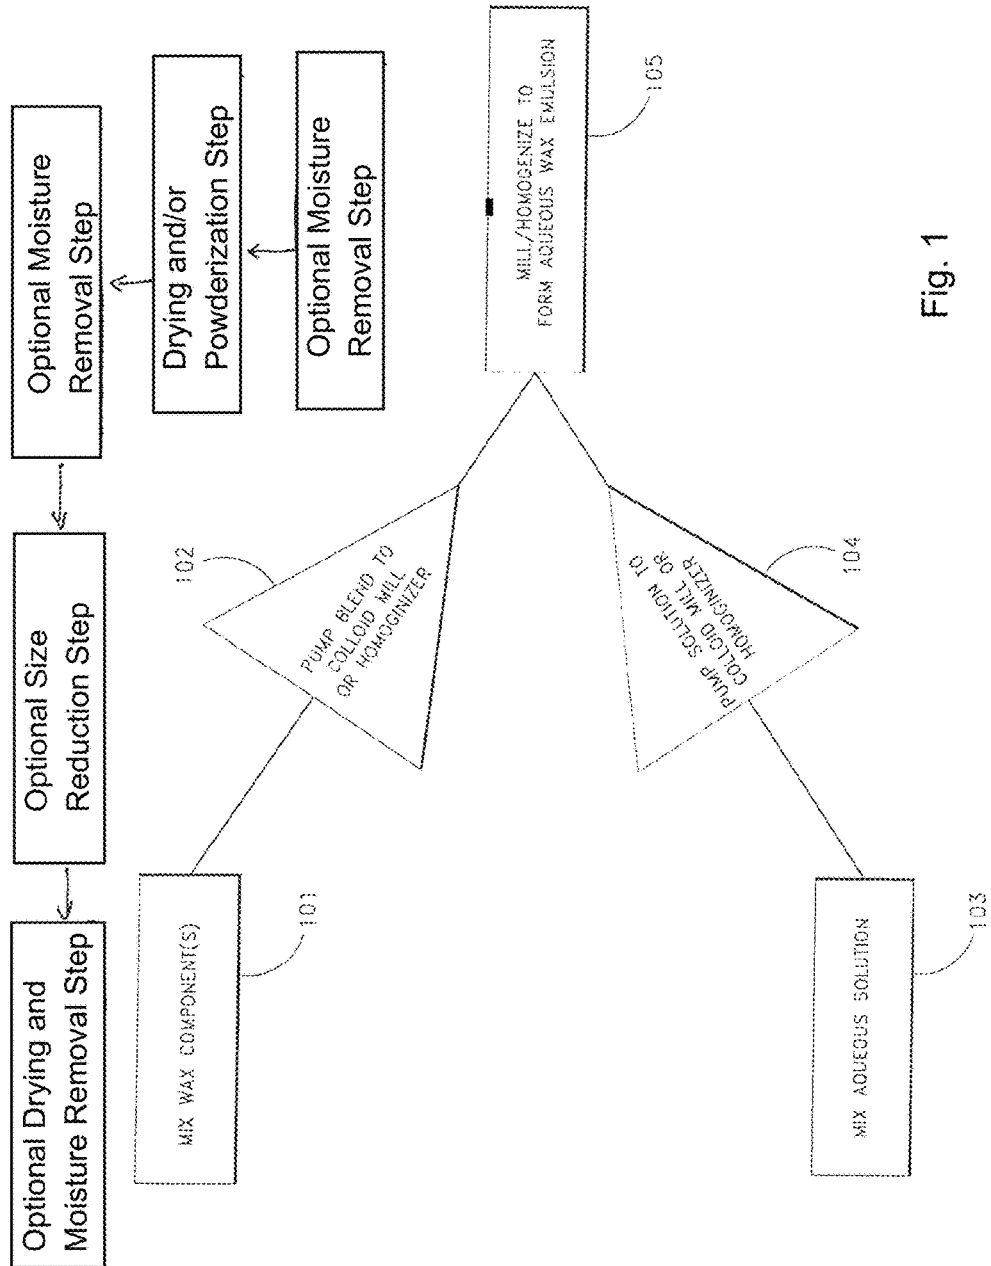 Optional Drying and
Moisture Removal Step
Optional Size
Reduction Step
Optional Moisture
Removal Step
Drying and/or
Powderization Step
Optional Moisture
Removal Step
MIX WAX COMPONENT(S)
101
PUMP BLEND TO
COLLOID MILL
OR HOMOGINIZER
102
MILL/HOMOGENIZE TO
FORM AQUEOUS WAX EMULSION
105
PUMP SOLUTION TO
COLLOID MILL OR
HOMOGINIZER
104
MIX AQUEOUS SOLUTION
103
Fig. 1